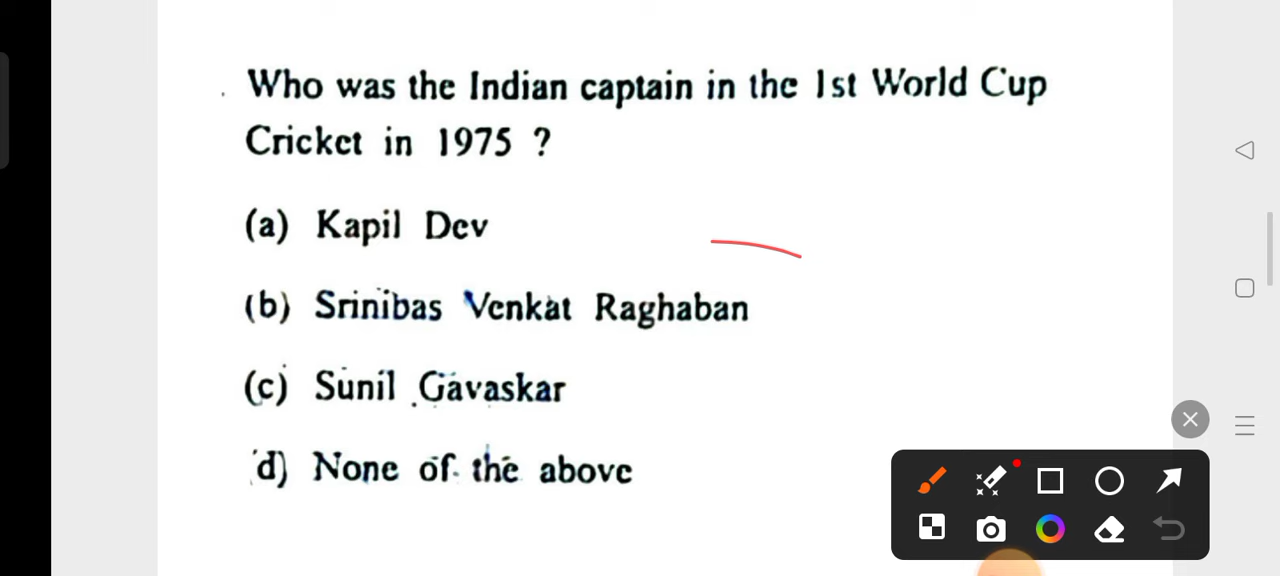 Who was the Indian captain in the 1st World Cup
Cricket in 1975 ?
(a) Kapil Dev
(b) Srinibas Venkat Raghaban
(c) Sunil Gavaskar
d) None of the above